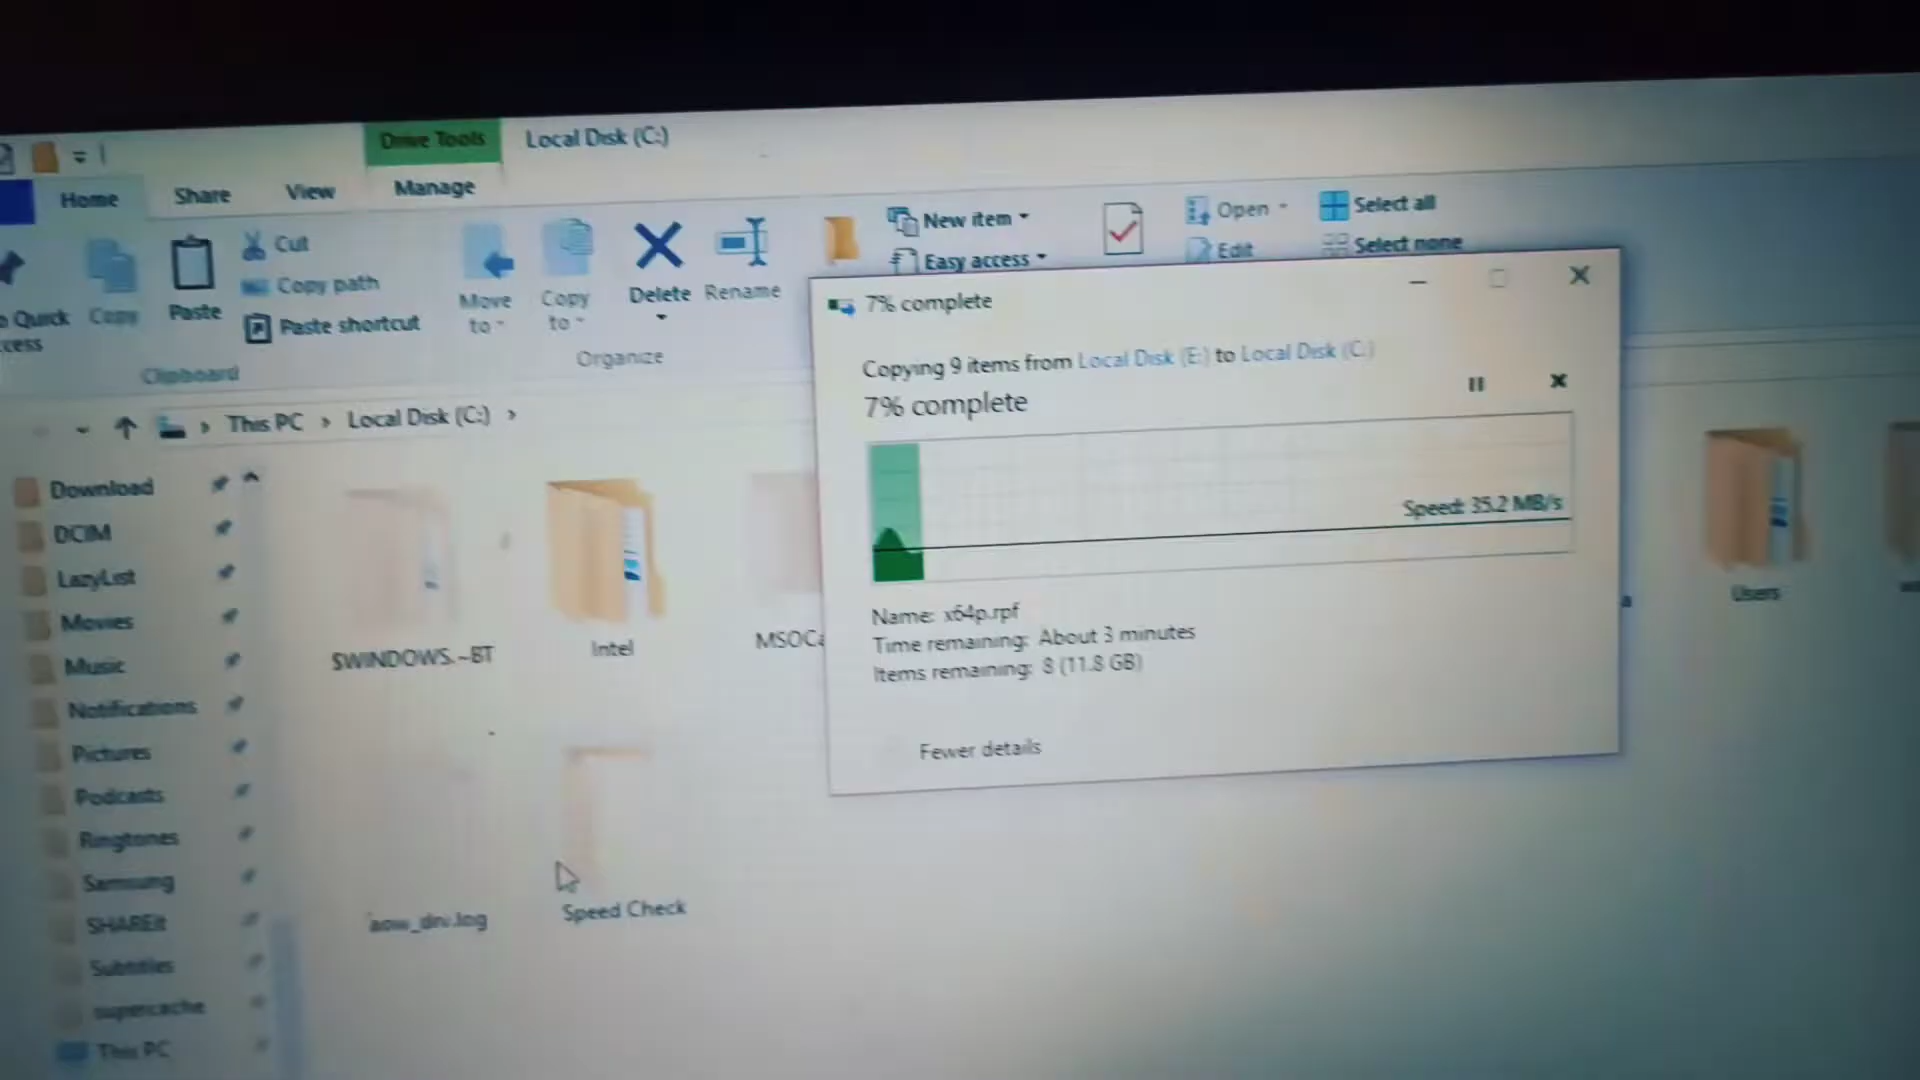 Drive Tools
Local Disk (C:)
Home
Share
View
Manage
Quick
Copy
Paste
Cut
Copy path
Paste shortcut
Clipboard
Move to
Copy to
Delete
Rename
Organize
New item
Easy access
Open
Edit
Select all
Select none
This PC > Local Disk (C:) >
Download
DCIM
LazyList
Movies
Music
Notifications
Pictures
Podcasts
Ringtones
Samsung
SHAREit
Subtitles
supercache
This PC
$WINDOWS.~BT
Intel
MSOCa
Users
Speed Check
7% complete
Copying 9 items from Local Disk (E:) to Local Disk (C:)
7% complete
Speed: 35.2 MB/s
Name: x64p.rpf
Time remaining: About 3 minutes
Items remaining: 8 (11.8 GB)
Fewer details